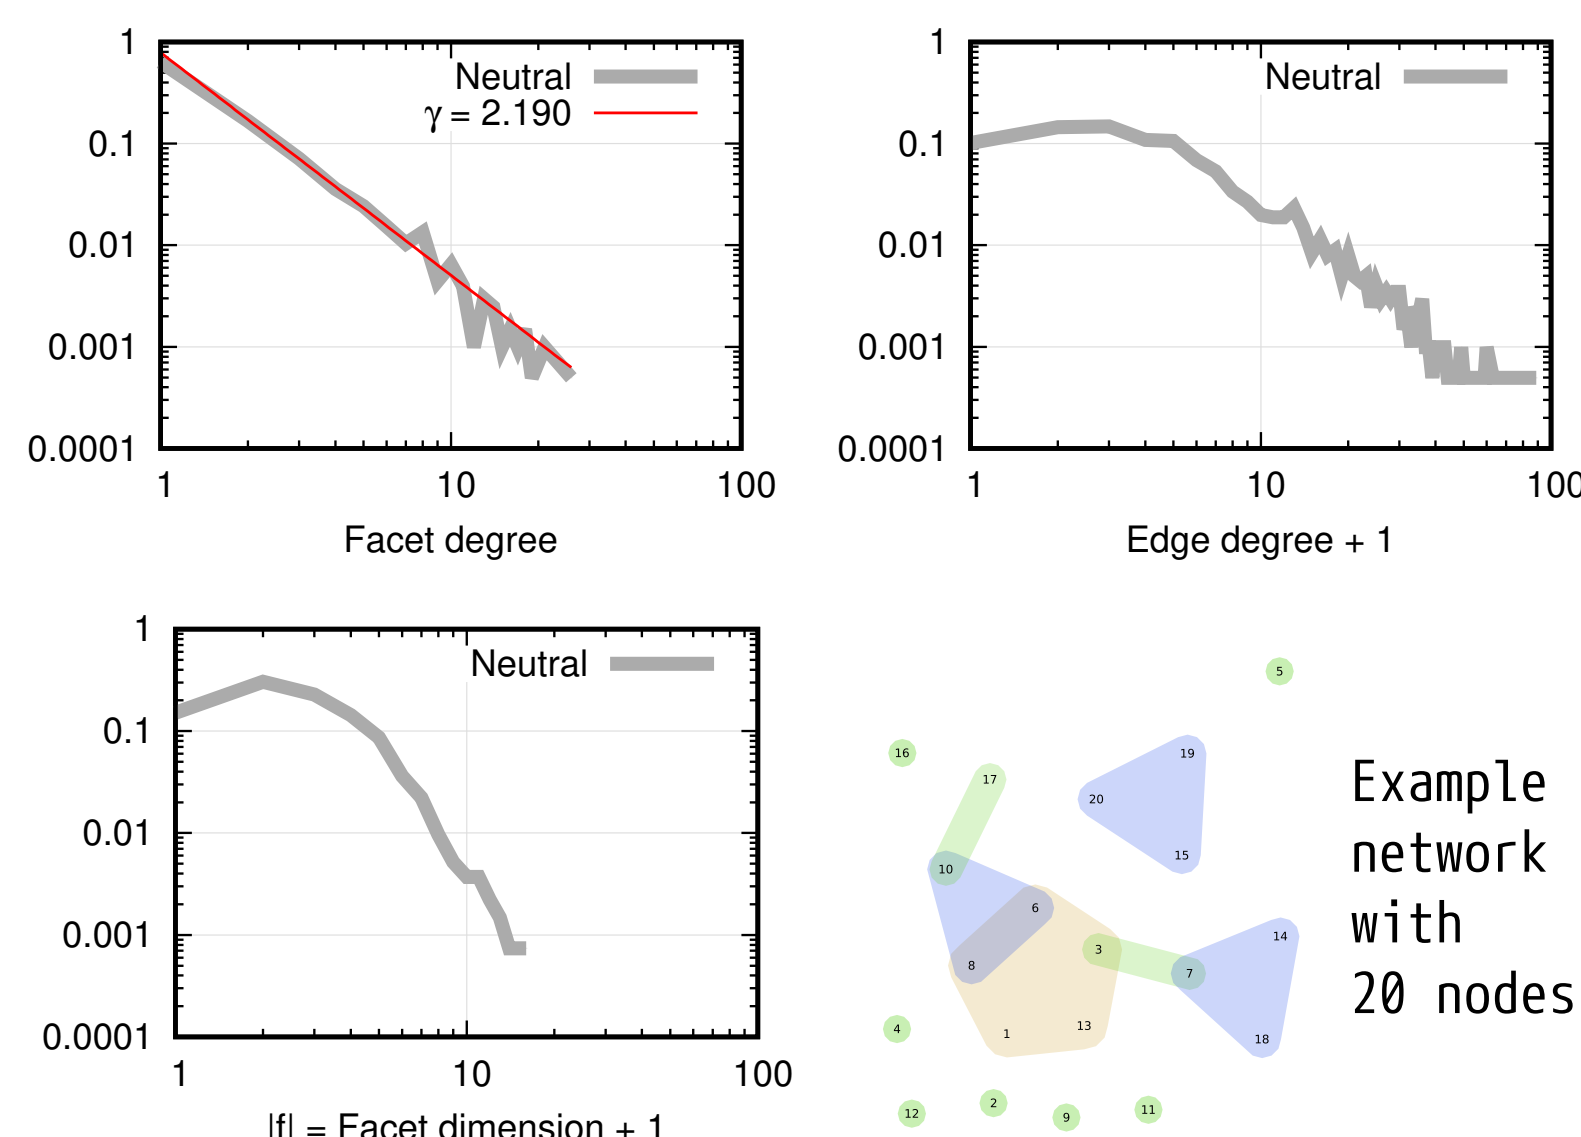 1
0.1
0.01
0.001
0.0001
1 10 100
Neutral
γ = 2.190
Facet degree
1
0.1
0.01
0.001
0.0001
1 10 100
Neutral
Edge degree + 1
1
0.1
0.01
0.001
0.0001
1 10 100
Neutral
|f| = Facet dimension + 1
5
16
17
19
20
15
10
6
3
8
7
14
1
13
18
4
12
2
9
11
Example
network
with
20 nodes